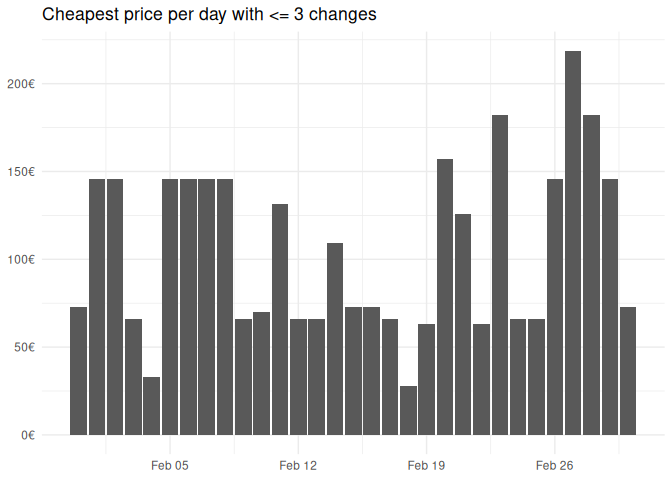 Cheapest price per day with <= 3 changes
200€
150€
100€
50€
0€
Feb 05 Feb 12 Feb 19 Feb 26